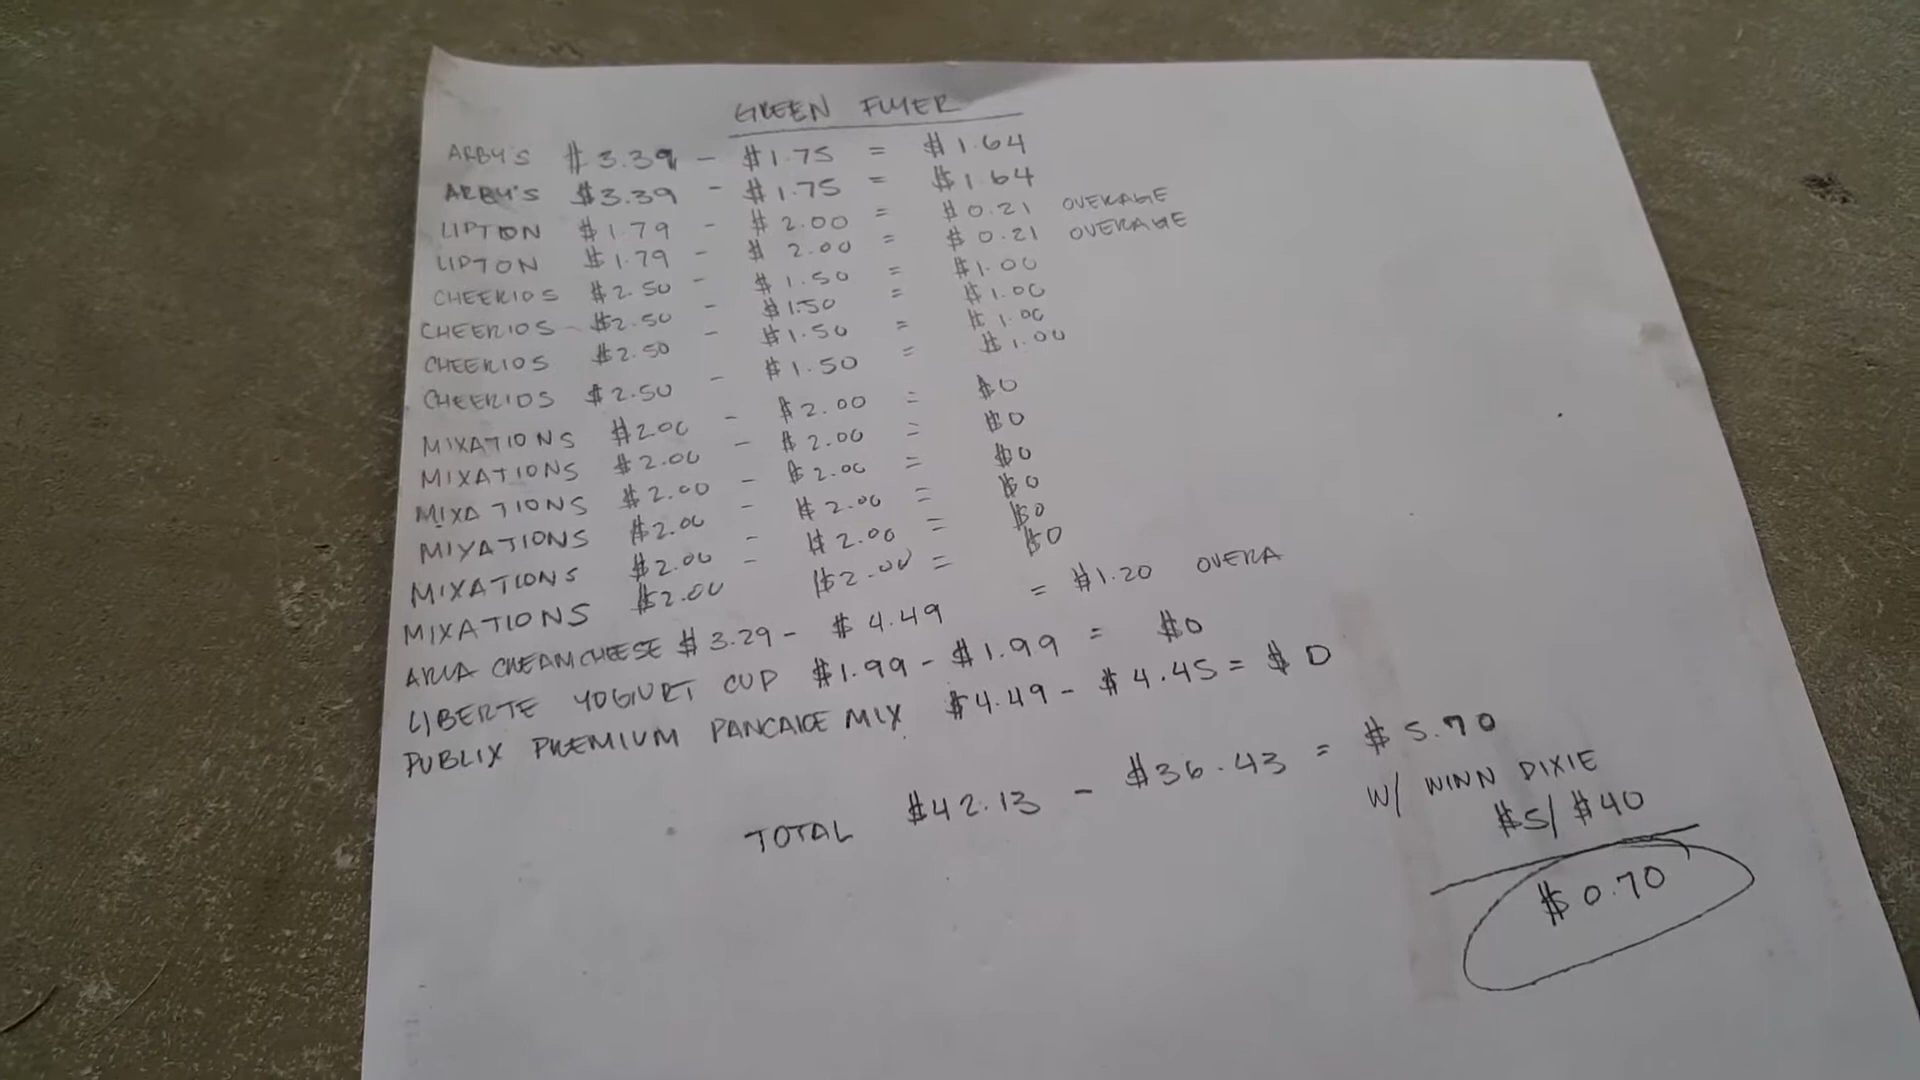 GREEN FLYER
ARBY'S $3.39 - $1.75 = $1.64
ARBY'S $3.39 - $1.75 = $1.64
LIPTON $1.79 - $2.00 = $0.21 OVERAGE
LIPTON $1.79 - $2.00 = $0.21 OVERAGE
CHEERIOS $2.50 - $1.50 = $1.00
CHEERIOS $2.50 - $1.50 = $1.00
CHEERIOS $2.50 - $1.50 = $1.00
CHEERIOS $2.50 - $1.50 = $1.00
MIXATIONS $2.00 - $2.00 = $0
MIXATIONS $2.00 - $2.00 = $0
MIXATIONS $2.00 - $2.00 = $0
MIXATIONS $2.00 - $2.00 = $0
MIXATIONS $2.00 - $2.00 = $0
MIXATIONS $2.00 $2.00 = $0
ARLA CREAM CHEESE $3.29 - $4.49 = $1.20 OVERA
LIBERTE YOGIURT CUP $1.99 - $1.99 = $0
PUBLIX PREMIUM PANCAKE MIX $4.49 - $4.45 = $0
TOTAL $42.13 - $36.43 = $5.70
W/ WINN DIXIE
$5/$40
$0.70